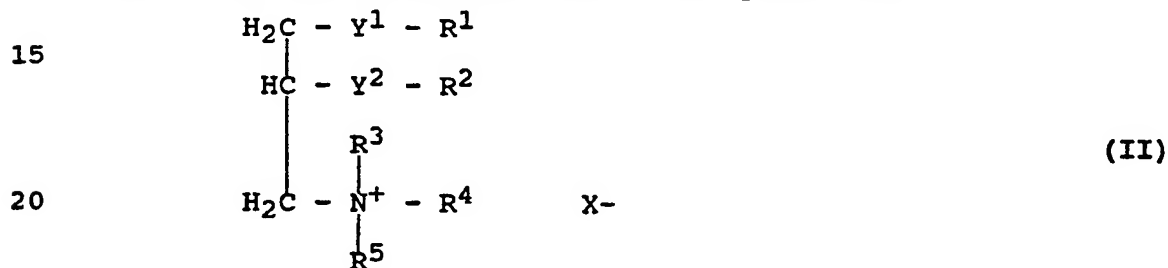 H₂C - Y¹ - R¹
15
HC - Y² - R²
R³
(II)
20 H₂C - N⁺ - R⁴ X-
R⁵